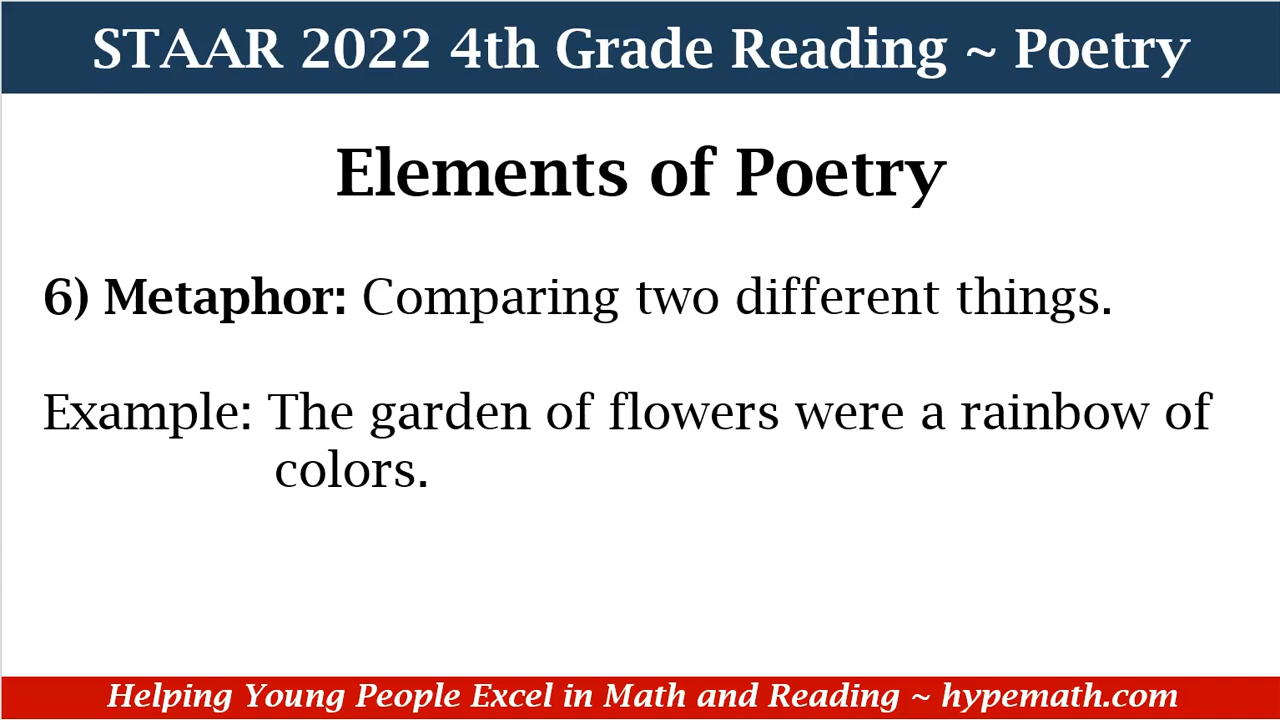 STAAR 2022 4th Grade Reading ~ Poetry
Elements of Poetry
6) Metaphor: Comparing two different things.
Example: The garden of flowers were a rainbow of
colors.
Helping Young People Excel in Math and Reading ~ hypemath.com